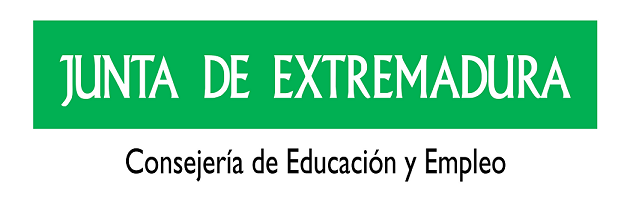 JUNTA DE EXTREMADURA
Consejería de Educación y Empleo